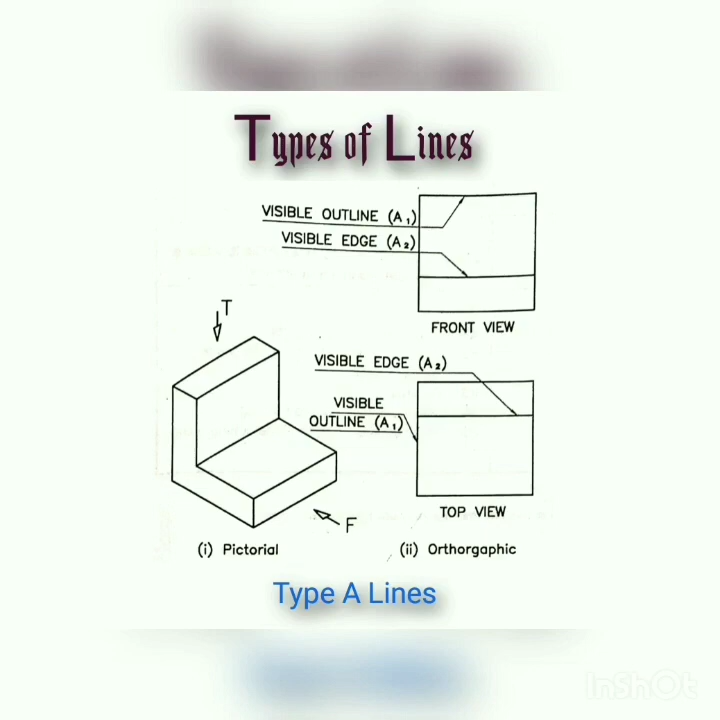 Types of Lines
VISIBLE OUTLINE (A₁)
VISIBLE EDGE (A₂)
FRONT VIEW
T
VISIBLE EDGE (A₂)
VISIBLE
OUTLINE (A₁)
TOP VIEW
F
(i) Pictorial
(ii) Orthorgaphic
Type A Lines
InShOt